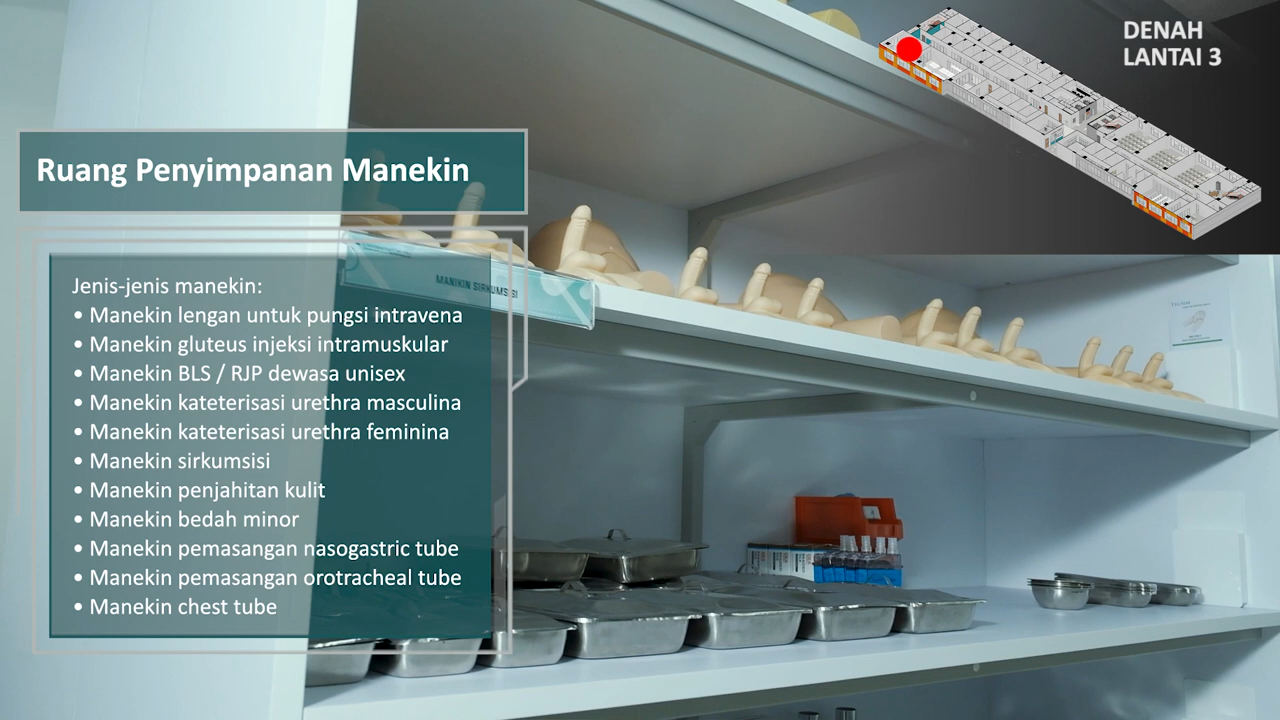 DENAH
LANTAI 3
Ruang Penyimpanan Manekin
Jenis-jenis manekin:
• Manekin lengan untuk pungsi intravena
• Manekin gluteus injeksi intramuskular
• Manekin BLS / RJP dewasa unisex
• Manekin kateterisasi urethra masculina
• Manekin kateterisasi urethra feminina
• Manekin sirkumsisi
• Manekin penjahitan kulit
• Manekin bedah minor
• Manekin pemasangan nasogastric tube
• Manekin pemasangan orotracheal tube
• Manekin chest tube
MANIKIN SIRKUMSISI